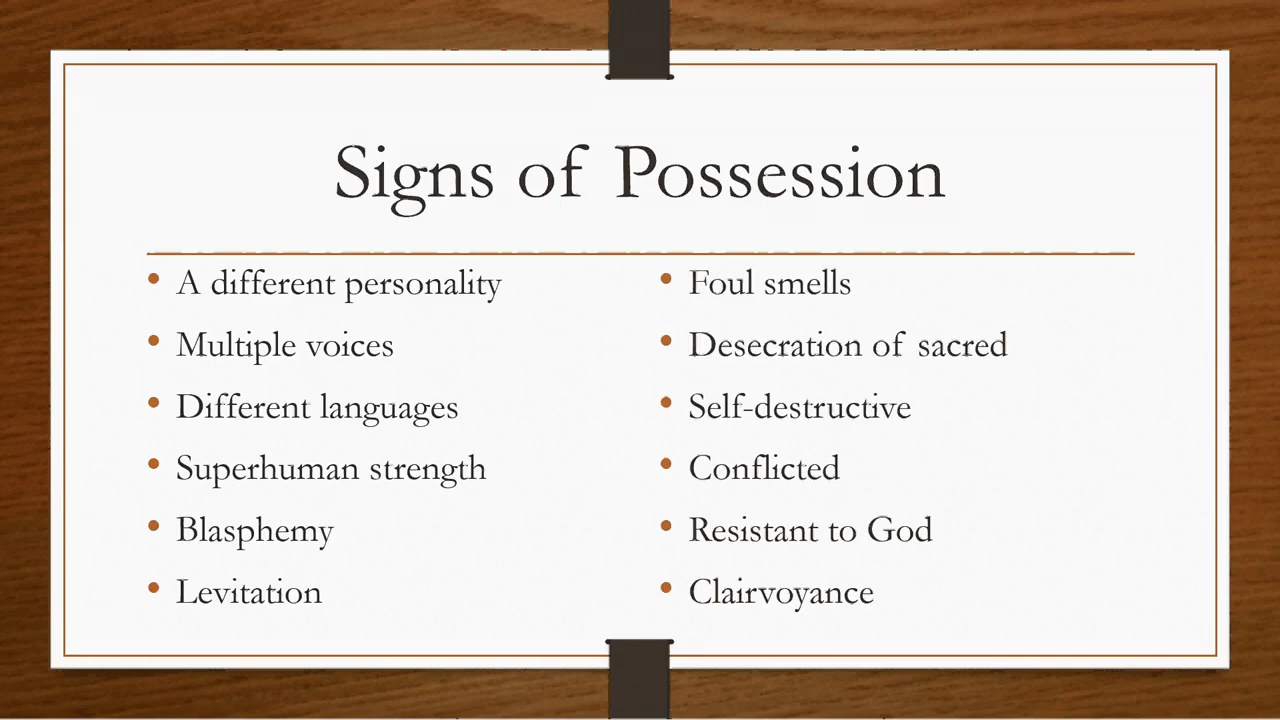 Signs of Possession
A different personality
Multiple voices
Different languages
Superhuman strength
Blasphemy
Levitation
Foul smells
Desecration of sacred
Self-destructive
Conflicted
Resistant to God
Clairvoyance